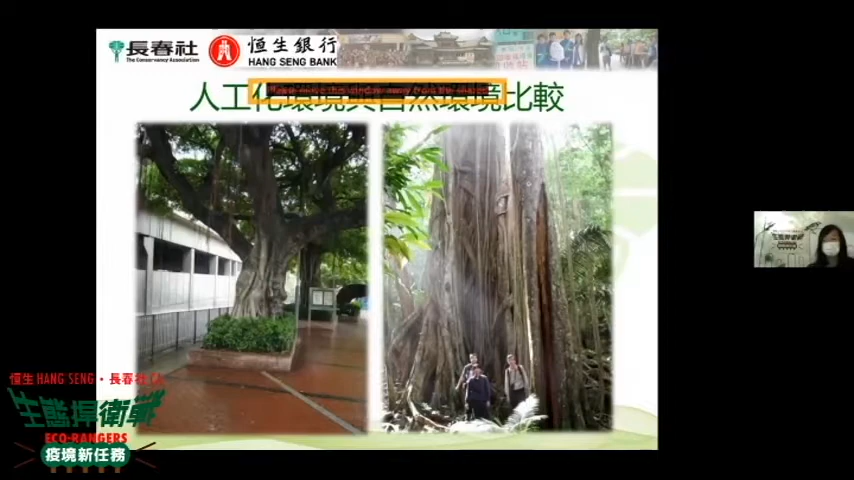 長春社
The Conservancy Association
恒生銀行
HANG SENG BANK
人工化環境與自然環境比較
恒生 HANG SENG・長春社
生態悍衛戰
ECO-RANGERS
疫境新任務